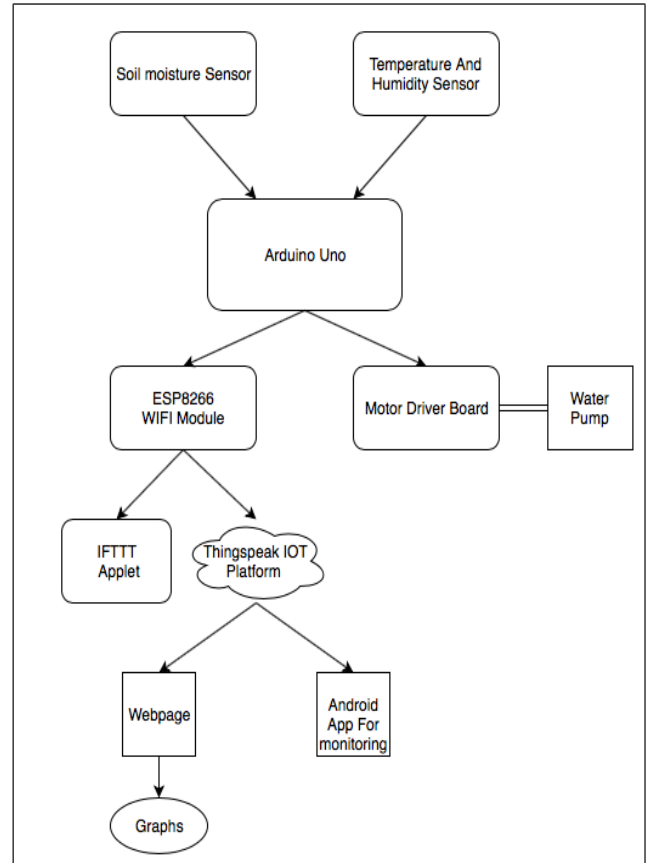 Soil moisture Sensor
Temperature And
Humidity Sensor
Arduino Uno
ESP8266
WIFI Module
Motor Driver Board
Water
Pump
IFTTT
Applet
Thingspeak IOT
Platform
Webpage
Android
App For
monitoring
Graphs